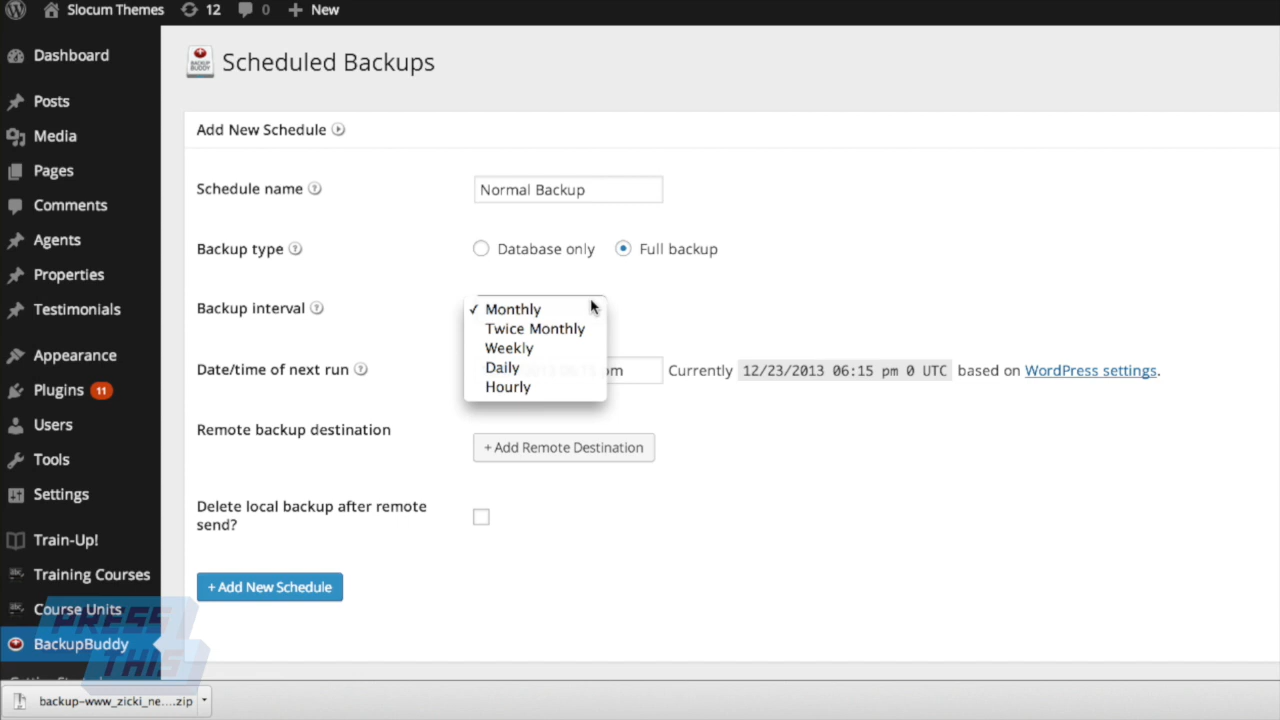 Slocum Themes 12 0 New
Dashboard
Posts
Media
Pages
Comments
Agents
Properties
Testimonials
Appearance
Plugins 11
Users
Tools
Settings
Train-Up!
Training Courses
Course Units
BackupBuddy
PRESS
THIS
BACKUP
BUDDY
Scheduled Backups
Add New Schedule
Schedule name ? Normal Backup
Backup type ? Database only Full backup
Backup interval ? ✓ Monthly
Twice Monthly
Weekly
Daily
Hourly
Date/time of next run ? pm Currently 12/23/2013 06:15 pm 0 UTC based on WordPress settings.
Remote backup destination
+ Add Remote Destination
Delete local backup after remote
send?
+ Add New Schedule
backup-www_zicki_ne....zip